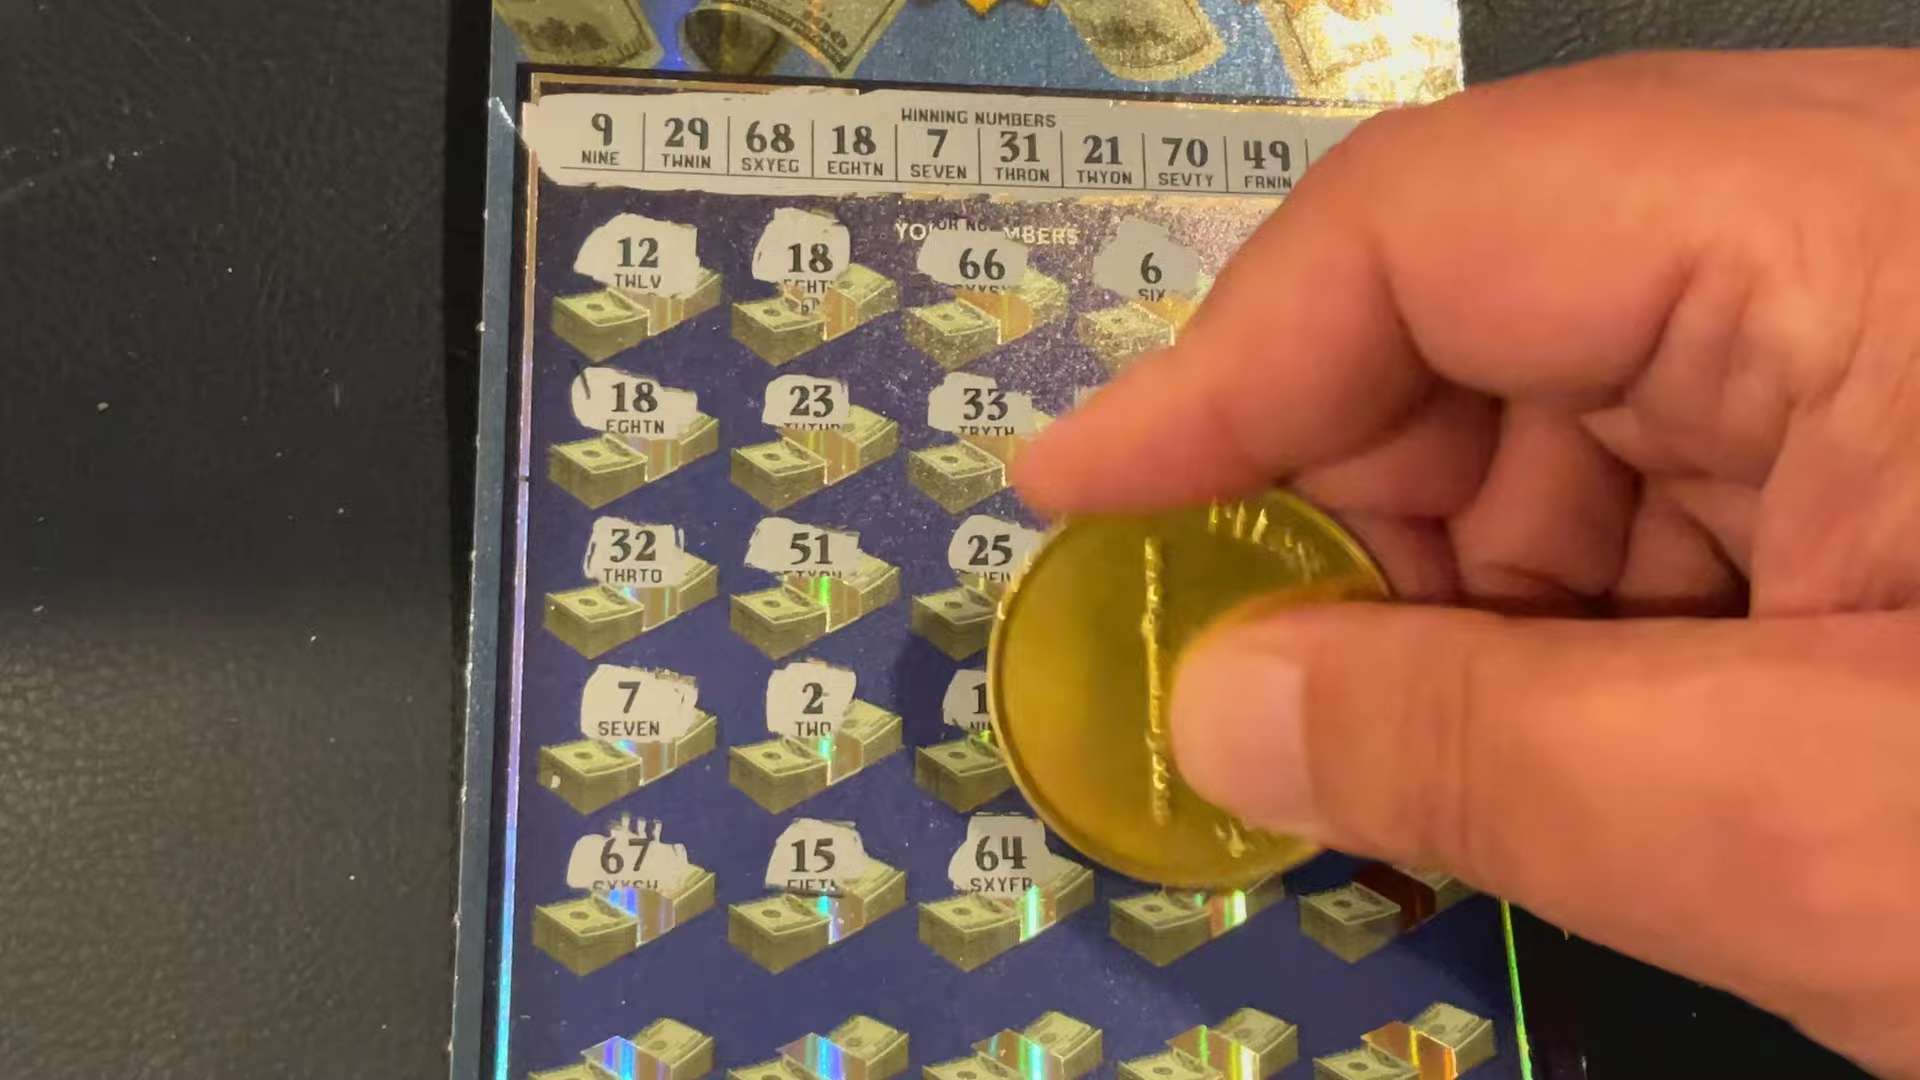 WINNING NUMBERS
9 29 68 18 7 31 21 70 49
NINE TWNIN SXYEG EGHTN SEVEN THRON TWYON SEVTY FRNIN
12 18 66 6
TWLV SIX
18 23 33
EGHTN TRYTH
32 51 25
THRTO
7 2
SEVEN TWO
67 15 64
SXYFR